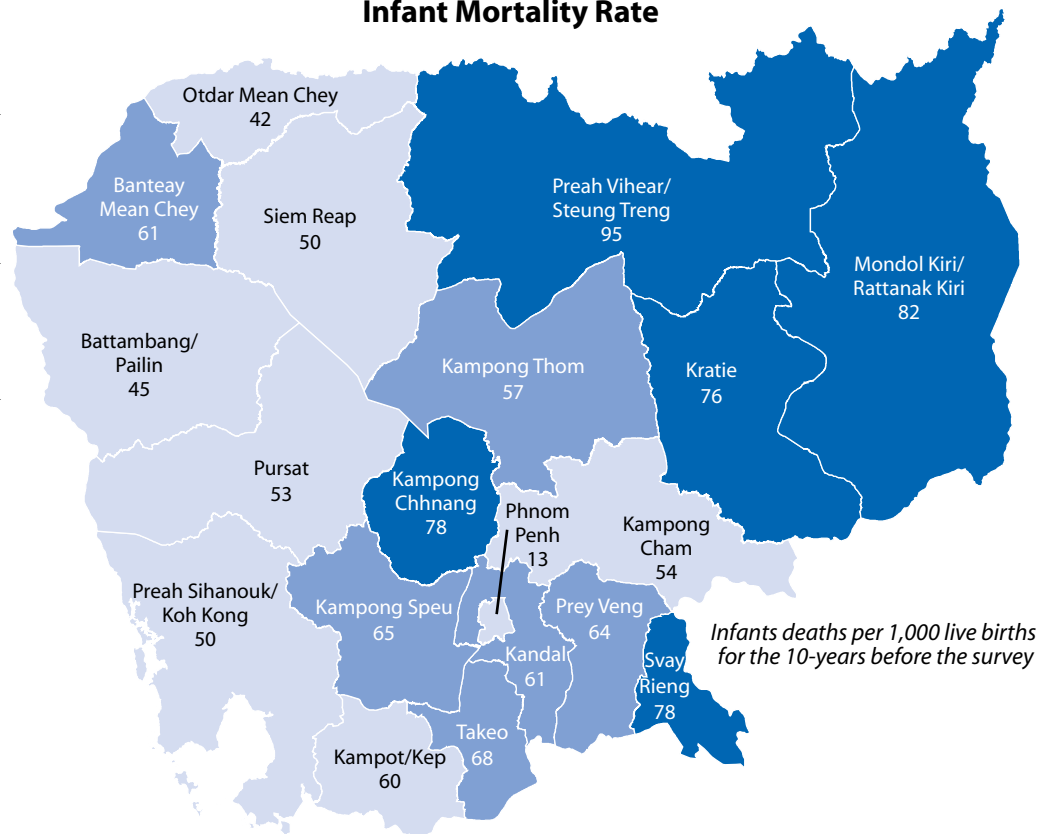 Infant Mortality Rate
Otdar Mean Chey
42
Banteay
Mean Chey
61
Siem Reap
50
Preah Vihear/
Steung Treng
95
Mondol Kiri/
Rattanak Kiri
82
Battambang/
Pailin
45
Kampong Thom
57
Kratie
76
Pursat
53
Kampong
Chhnang
78
Phnom
Penh
13
Kampong
Cham
54
Preah Sihanouk/
Koh Kong
50
Kampong Speu
65
Prey Veng
64
Kandal
61
Svay
Rieng
78
Infants deaths per 1,000 live births
for the 10-years before the survey
Takeo
68
Kampot/Kep
60